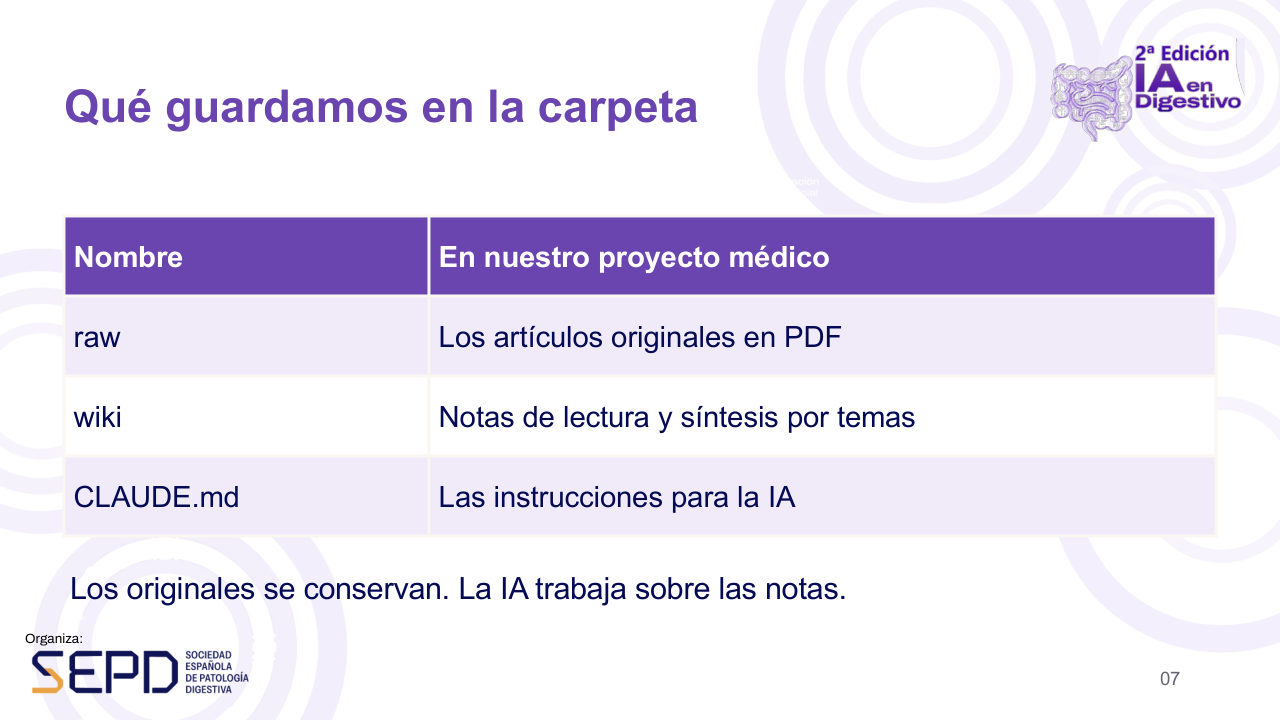 2ª Edición
IA en
Digestivo
Qué guardamos en la carpeta
Nombre
En nuestro proyecto médico
raw
Los artículos originales en PDF
wiki
Notas de lectura y síntesis por temas
CLAUDE.md
Las instrucciones para la IA
Los originales se conservan. La IA trabaja sobre las notas.
Organiza:
SEPD
SOCIEDAD
ESPAÑOLA
DE PATOLOGÍA
DIGESTIVA
07